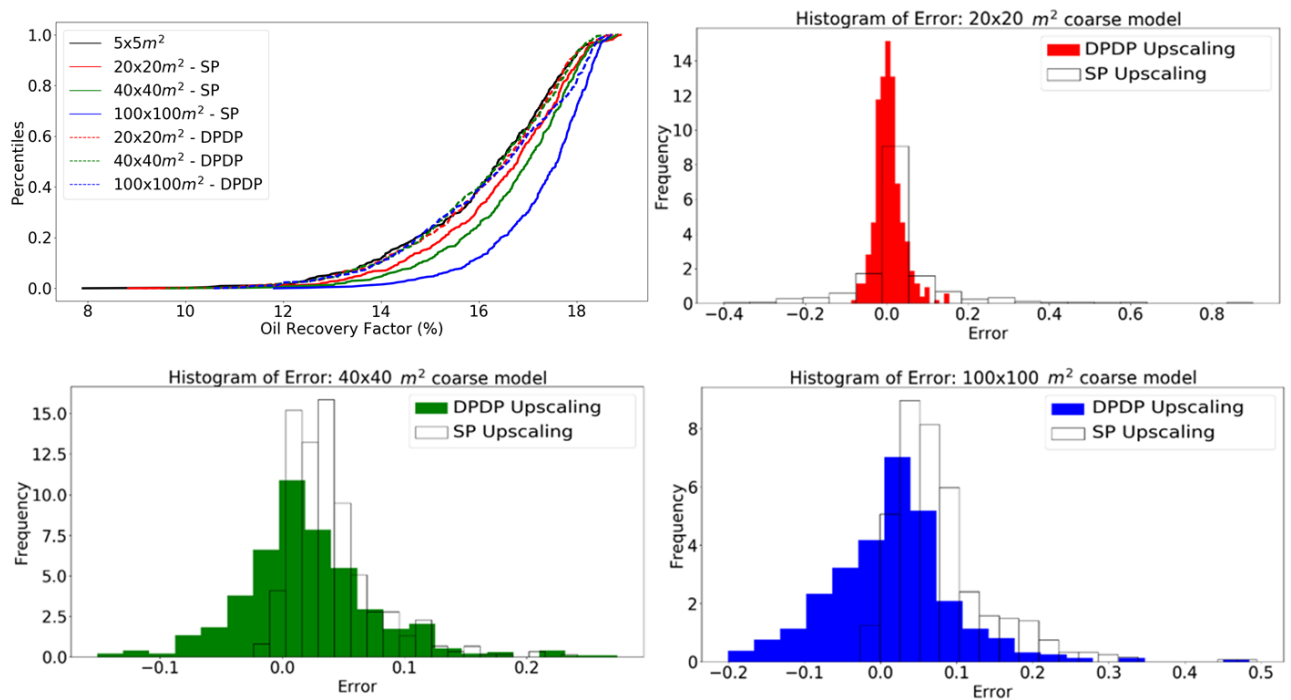 1.0
0.8
0.6
0.4
0.2
0.0
Percentiles
5x5m²
20x20m² - SP
40x40m² - SP
100x100m² - SP
20x20m² - DPDP
40x40m² - DPDP
100x100m² - DPDP
8 10 12 14 16 18
Oil Recovery Factor (%)
Histogram of Error: 20x20 m² coarse model
14
12
10
8
6
4
2
0
Frequency
DPDP Upscaling
SP Upscaling
−0.4 −0.2 0.0 0.2 0.4 0.6 0.8
Error
Histogram of Error: 40x40 m² coarse model
15.0
12.5
10.0
7.5
5.0
2.5
0.0
Frequency
DPDP Upscaling
SP Upscaling
−0.1 0.0 0.1 0.2
Error
Histogram of Error: 100x100 m² coarse model
8
6
4
2
0
Frequency
DPDP Upscaling
SP Upscaling
−0.2 −0.1 0.0 0.1 0.2 0.3 0.4 0.5
Error